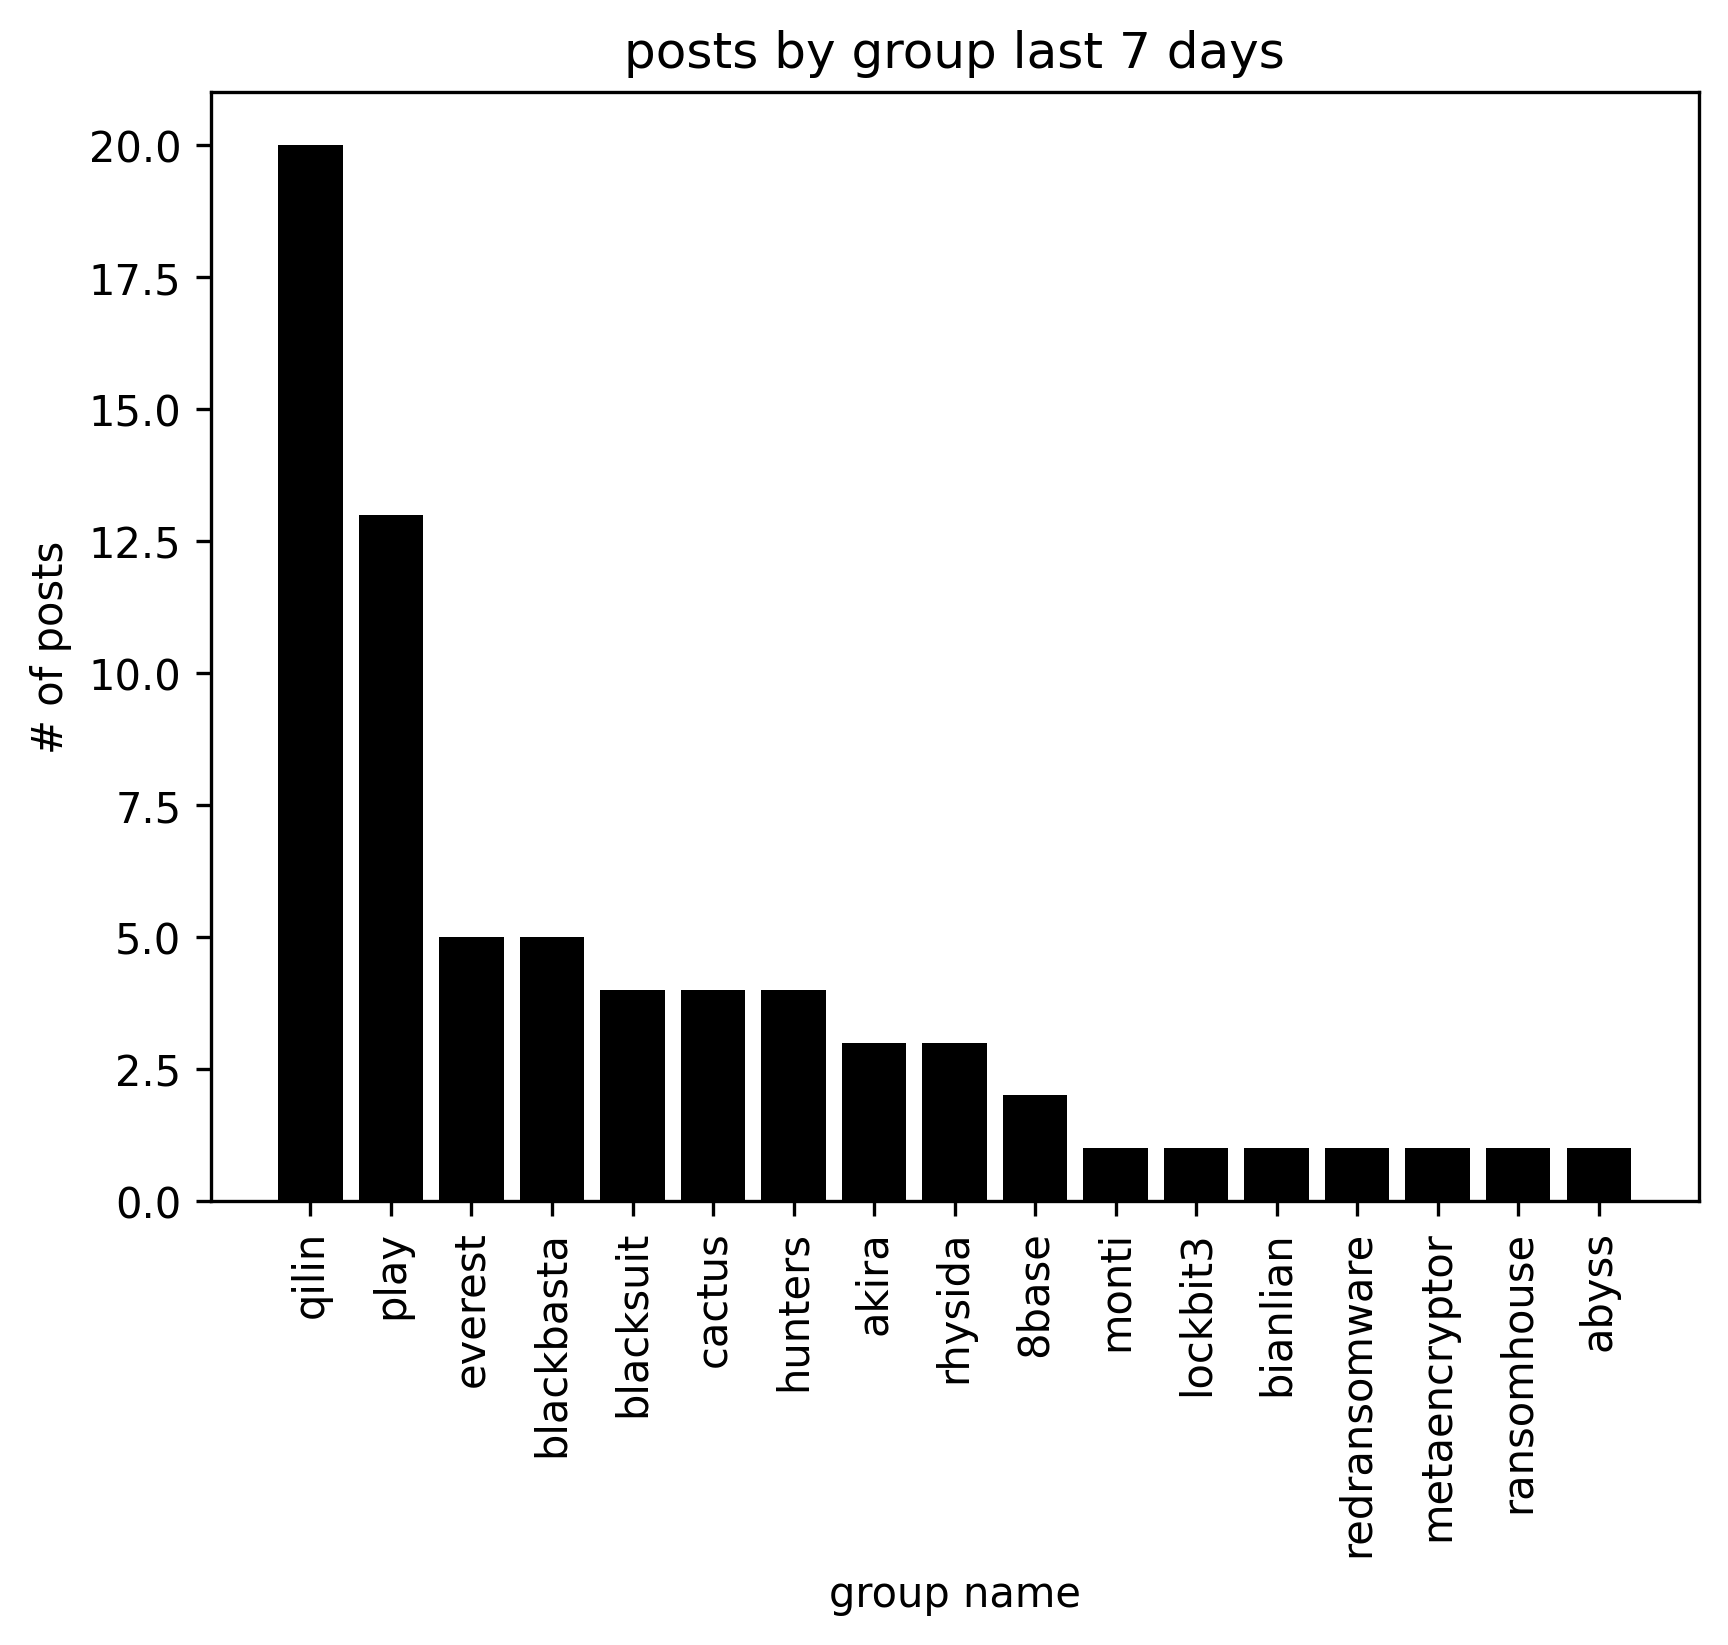 posts by group last 7 days
# of posts
20.0
17.5
15.0
12.5
10.0
7.5
5.0
2.5
0.0
qilin
play
everest
blackbasta
blacksuit
cactus
hunters
akira
rhysida
8base
monti
lockbit3
bianlian
redransomware
metaencryptor
ransomhouse
abyss
group name